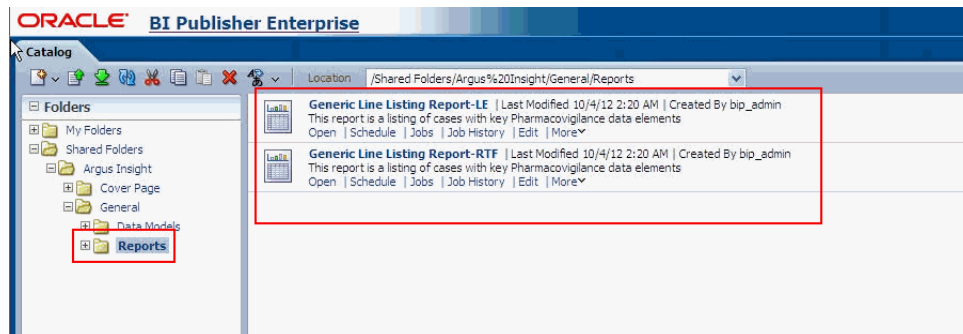 ORACLE BI Publisher Enterprise
Catalog
Location /Shared Folders/Argus%20Insight/General/Reports
Folders
My Folders
Shared Folders
Argus Insight
Cover Page
General
Data Models
Reports
Generic Line Listing Report-LE | Last Modified 10/4/12 2:20 AM | Created By bip_admin
This report is a listing of cases with key Pharmacovigilance data elements
Open | Schedule | Jobs | Job History | Edit | More
Generic Line Listing Report-RTF | Last Modified 10/4/12 2:20 AM | Created By bip_admin
This report is a listing of cases with key Pharmacovigilance data elements
Open | Schedule | Jobs | Job History | Edit | More